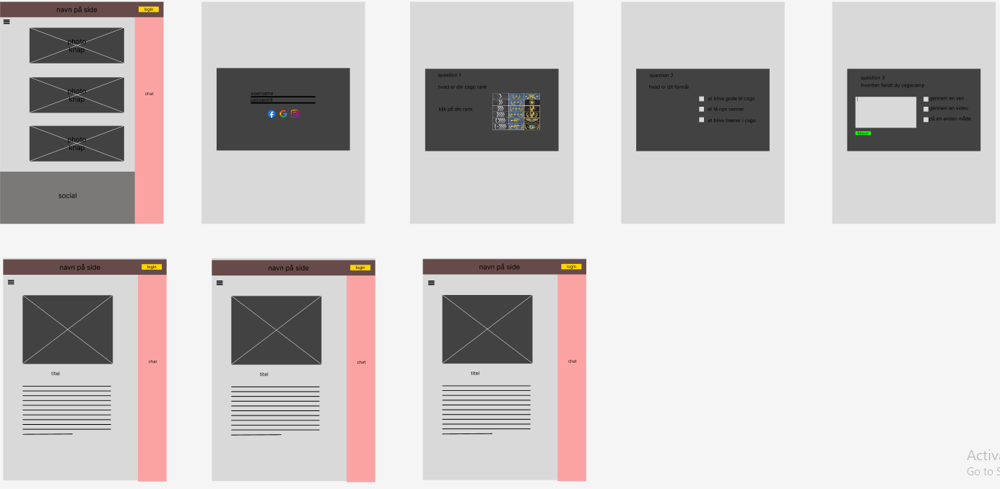 navn på side
login
photo
knap
photo
knap
photo
knap
chat
social
username
password
question 1
hvad er din csgo rank
klik på din rank
question 2
hvad er dit formål
at blive gode til csgo
at få nye venner
at blive træner i csgo
question 3
hvordan fandt du csgocamp
gennem en ven
gennem en video
på en anden måde
navn på side
login
chat
titel
navn på side
login
chat
titel
navn på side
login
chat
titel
Activ
Go to S